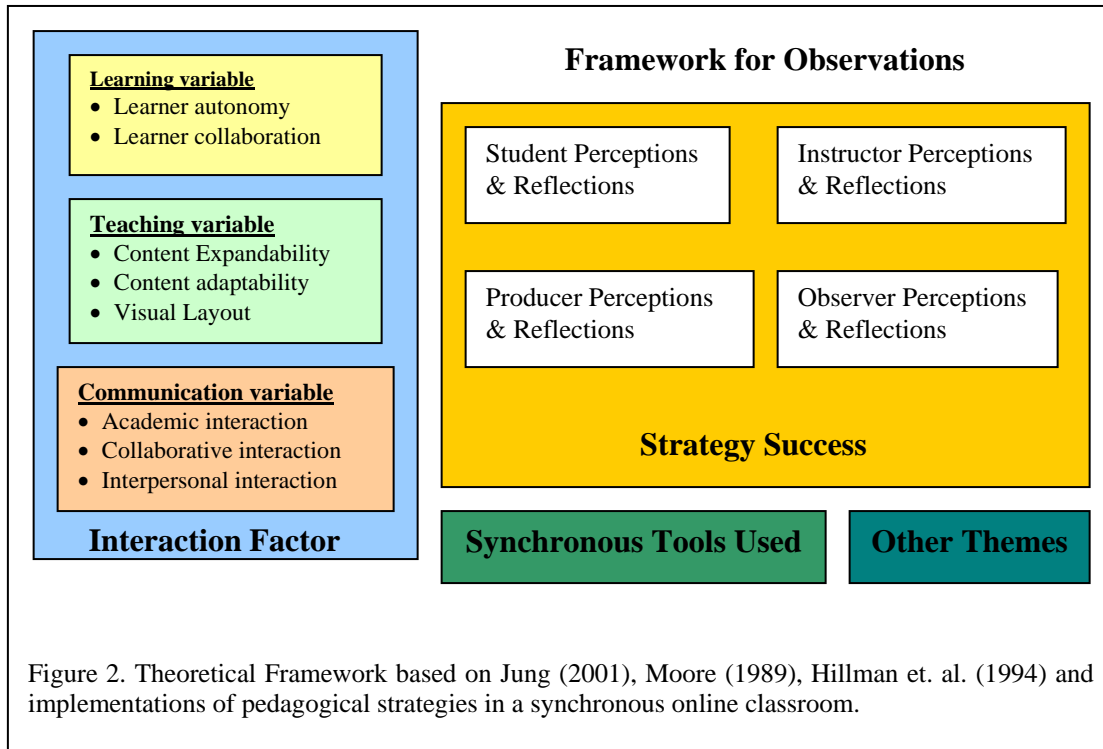 Framework for Observations
Learning variable
• Learner autonomy
• Learner collaboration
Teaching variable
• Content Expandability
• Content adaptability
• Visual Layout
Communication variable
• Academic interaction
• Collaborative interaction
• Interpersonal interaction
Interaction Factor
Student Perceptions
& Reflections
Instructor Perceptions
& Reflections
Producer Perceptions
& Reflections
Observer Perceptions
& Reflections
Strategy Success
Synchronous Tools Used
Other Themes
Figure 2. Theoretical Framework based on Jung (2001), Moore (1989), Hillman et. al. (1994) and
implementations of pedagogical strategies in a synchronous online classroom.